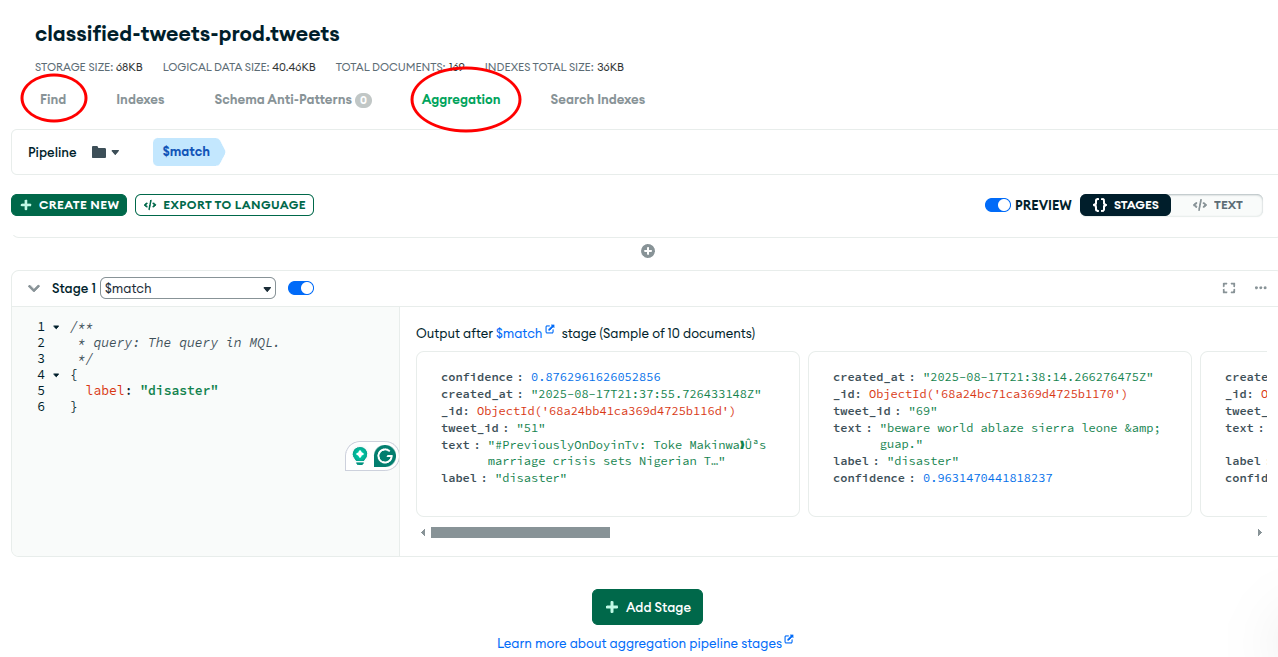 classified-tweets-prod.tweets
STORAGE SIZE: 68KB LOGICAL DATA SIZE: 40.46KB TOTAL DOCUMENTS: 169 INDEXES TOTAL SIZE: 36KB
Find Indexes Schema Anti-Patterns 0 Aggregation Search Indexes
Pipeline $match
+ CREATE NEW </> EXPORT TO LANGUAGE PREVIEW {} STAGES </> TEXT
Stage 1 $match
Output after $match stage (Sample of 10 documents)
1 /**
2 * query: The query in MQL.
3 */
4 {
5 label: "disaster"
6 }
confidence : 0.8762961626052856
created_at : "2025-08-17T21:37:55.726433148Z"
_id: ObjectId('68a24bb41ca369d4725b116d')
tweet_id : "51"
text : "#PreviouslyOnDoyinTv: Toke MakinwaÛªs
marriage crisis sets Nigerian T…"
label : "disaster"
created_at : "2025-08-17T21:38:14.266276475Z"
_id: ObjectId('68a24bc71ca369d4725b1170')
tweet_id : "69"
text : "beware world ablaze sierra leone &amp;
guap."
label : "disaster"
confidence : 0.9631470441818237
create
_id: O
tweet_
text :
label
confid
+ Add Stage
Learn more about aggregation pipeline stages